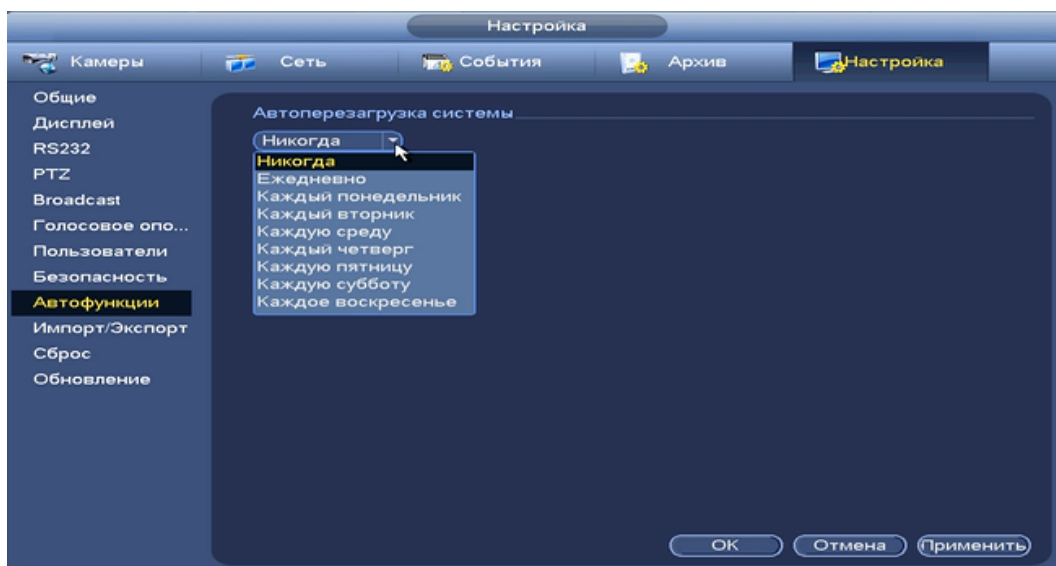 Настройка
Камеры
Сеть
События
Архив
Настройка
Общие
Дисплей
RS232
PTZ
Broadcast
Голосовое опо...
Пользователи
Безопасность
Автофункции
Импорт/Экспорт
Сброс
Обновление
Автоперезагрузка системы
Никогда
Никогда
Ежедневно
Каждый понедельник
Каждый вторник
Каждую среду
Каждый четверг
Каждую пятницу
Каждую субботу
Каждое воскресенье
ОК
Отмена
Применить